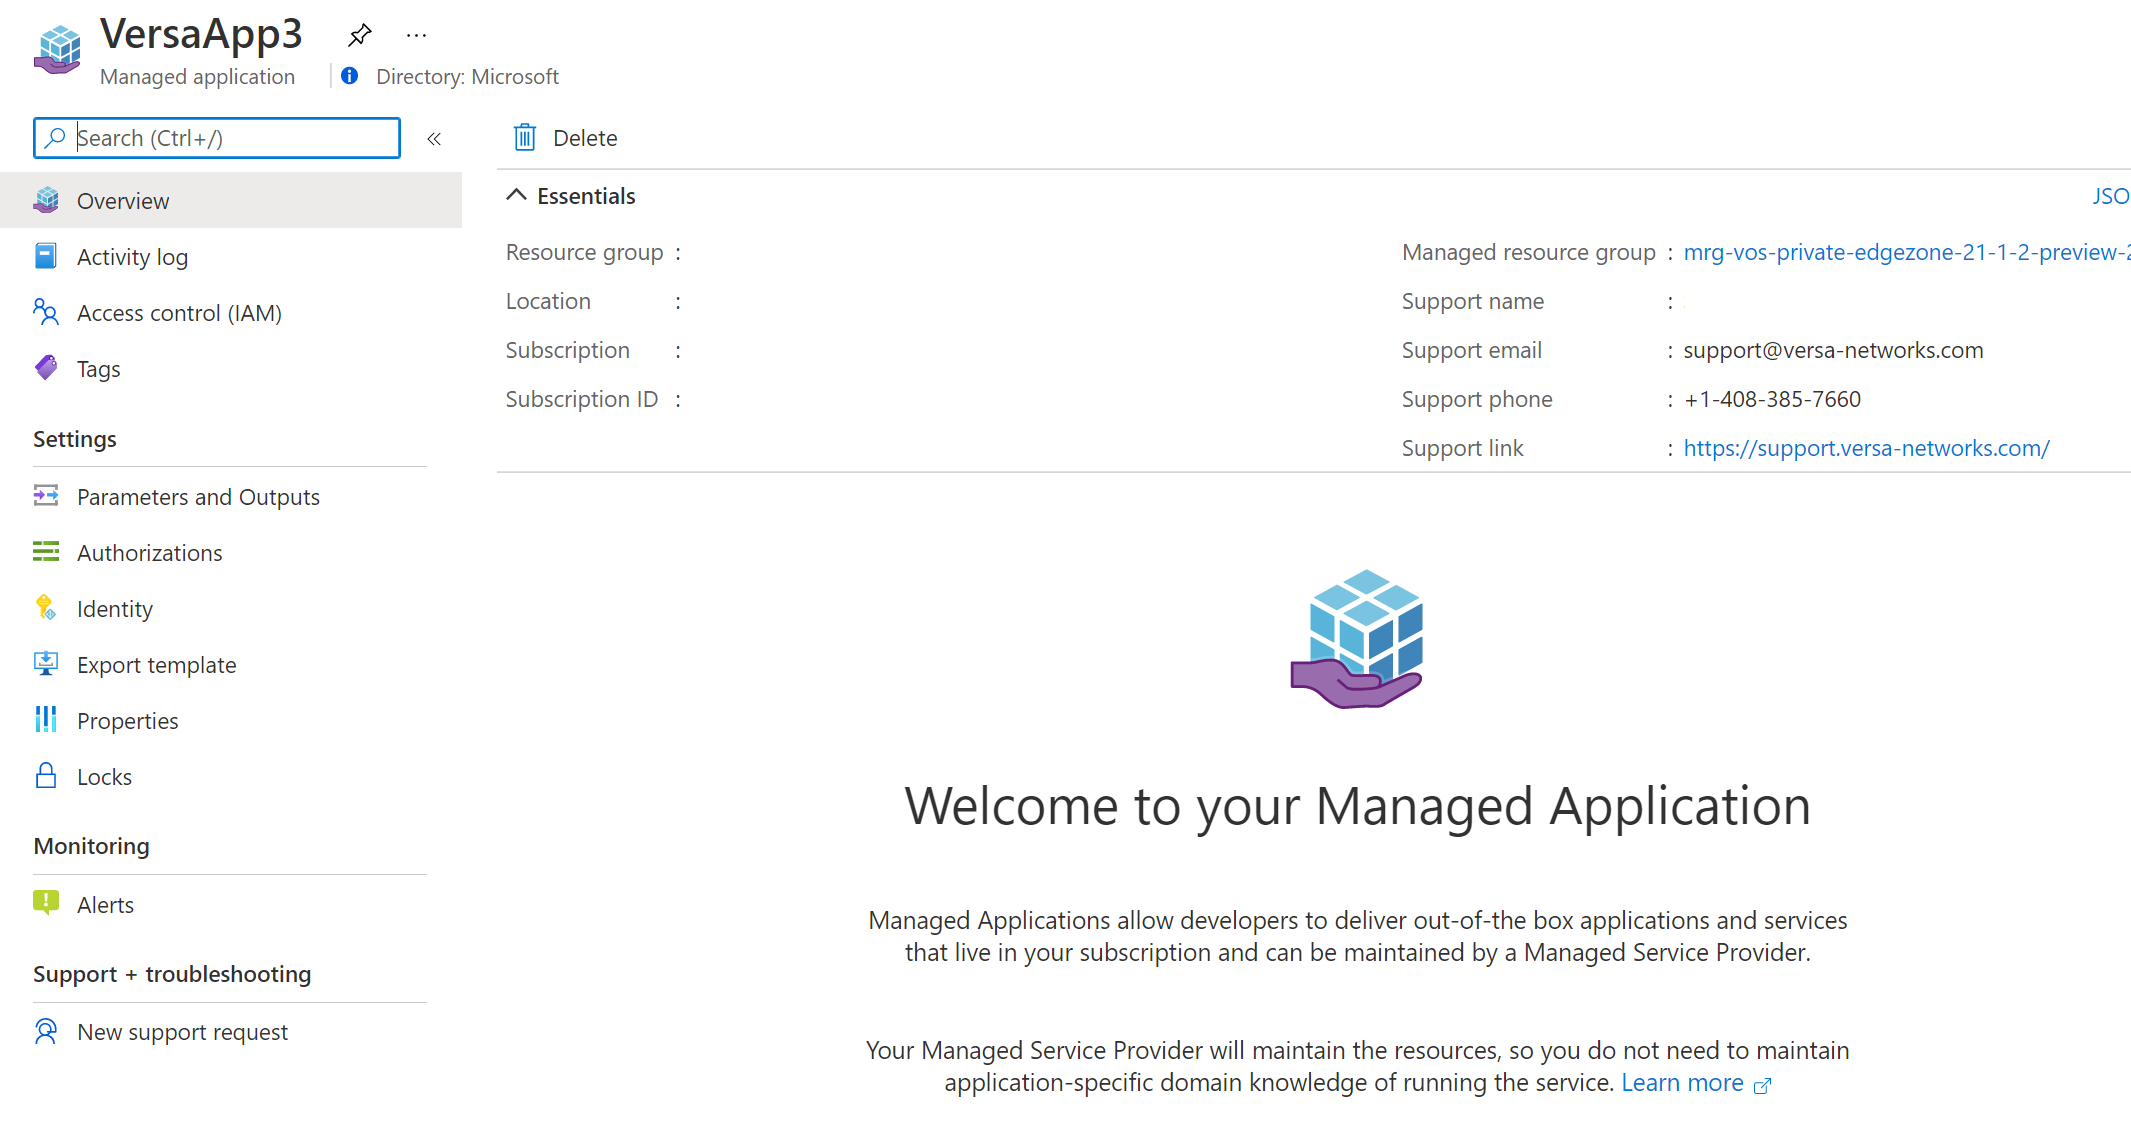 VersaApp3
...
Managed application
Directory: Microsoft
Search (Ctrl+/)
«
Overview
Activity log
Access control (IAM)
Tags
Settings
Parameters and Outputs
Authorizations
Identity
Export template
Properties
Locks
Monitoring
Alerts
Support + troubleshooting
New support request
Delete
Essentials
JSO
Resource group :
Location :
Subscription :
Subscription ID :
Managed resource group : mrg-vos-private-edgezone-21-1-2-preview-2
Support name :
Support email : support@versa-networks.com
Support phone : +1-408-385-7660
Support link : https://support.versa-networks.com/
Welcome to your Managed Application
Managed Applications allow developers to deliver out-of-the box applications and services
that live in your subscription and can be maintained by a Managed Service Provider.
Your Managed Service Provider will maintain the resources, so you do not need to maintain
application-specific domain knowledge of running the service. Learn more